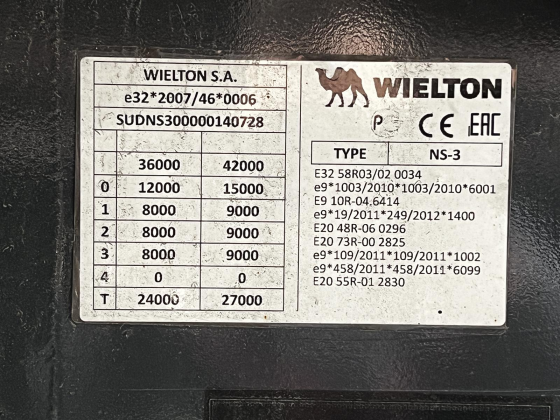 WIELTON S.A.
e32*2007/46*0006
SUDNS300000140728
36000 42000
0 12000 15000
1 8000 9000
2 8000 9000
3 8000 9000
4 0 0
T 24000 27000
WIELTON
P CE EAC
TYPE NS-3
E32 58R03/02 0034
e9*1003/2010*1003/2010*6001
E9 10R-04.6414
e9*19/2011*249/2012*1400
E20 48R-06 0296
E20 73R-00 2825
e9*109/2011*109/2011*1002
e9*458/2011*458/2011*6099
E20 55R-01 2830